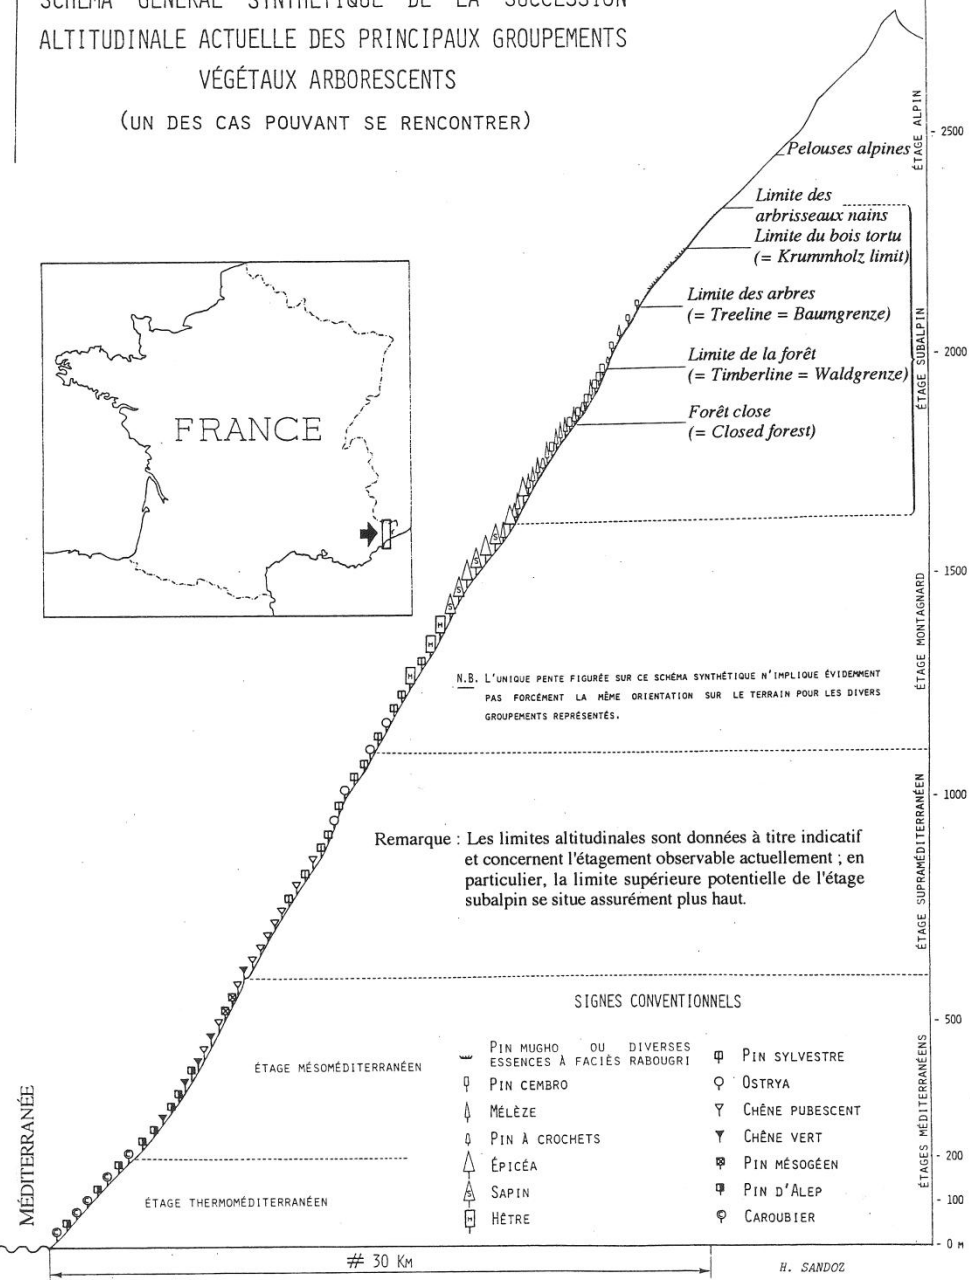 SCHÉMA GÉNÉRAL SYNTHÉTIQUE DE LA SUCCESSION
ALTITUDINALE ACTUELLE DES PRINCIPAUX GROUPEMENTS
VÉGÉTAUX ARBORESCENTS
(UN DES CAS POUVANT SE RENCONTRER)
ÉTAGE ALPIN
2500
Pelouses alpines
Limite des
arbrisseaux nains
Limite du bois tortu
(= Krummholz limit)
Limite des arbres
(= Treeline = Baumgrenze)
ÉTAGE SUBALPIN
2000
Limite de la forêt
(= Timberline = Waldgrenze)
Forêt close
(= Closed forest)
FRANCE
1500
ÉTAGE MONTAGNARD
N.B. L'UNIQUE PENTE FIGURÉE SUR CE SCHÉMA SYNTHÉTIQUE N'IMPLIQUE ÉVIDEMMENT
PAS FORCÉMENT LA MÊME ORIENTATION SUR LE TERRAIN POUR LES DIVERS
GROUPEMENTS REPRÉSENTÉS.
1000
ÉTAGE SUPRAMÉDITERRANÉEN
Remarque : Les limites altitudinales sont données à titre indicatif
et concernent l'étagement observable actuellement ; en
particulier, la limite supérieure potentielle de l'étage
subalpin se situe assurément plus haut.
SIGNES CONVENTIONNELS
500
ÉTAGES MÉDITERRANÉENS
ÉTAGE MÉSOMÉDITERRANÉEN
PIN MUGHO OU DIVERSES
ESSENCES À FACIÈS RABOUGRI
PIN CEMBRO
MÉLÈZE
PIN À CROCHETS
ÉPICÉA
S SAPIN
H HÊTRE
PIN SYLVESTRE
OSTRYA
CHÊNE PUBESCENT
CHÊNE VERT
PIN MÉSOGÉEN
PIN D'ALEP
CAROUBIER
200
100
0 M
MÉDITERRANÉE
ÉTAGE THERMOMÉDITERRANÉEN
# 30 KM
H. SANDOZ